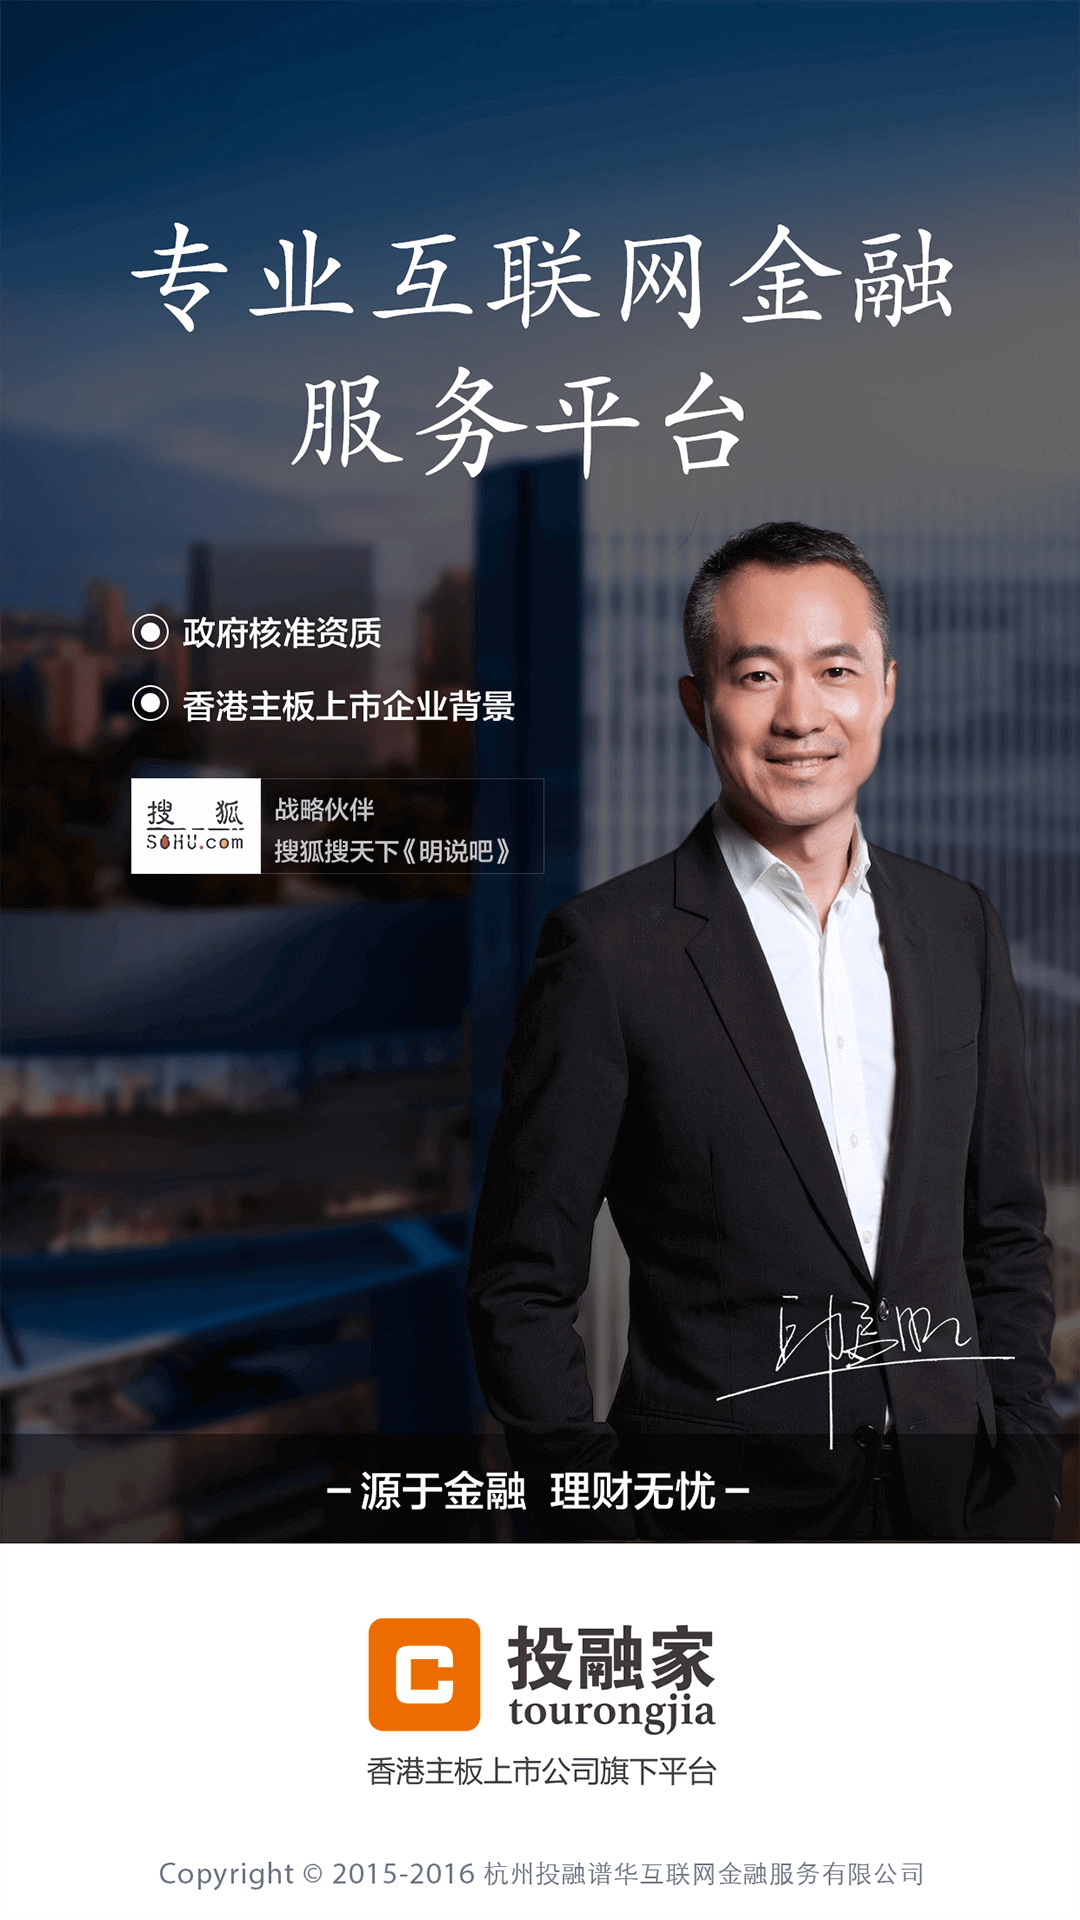 专业互联网金融
服务平台
政府核准资质
香港主板上市企业背景
搜狐
SOHU.com
战略伙伴
搜狐搜天下《明说吧》
–源于金融 理财无忧–
投融家
tourongjia
香港主板上市公司旗下平台
Copyright © 2015-2016 杭州投融谱华互联网金融服务有限公司